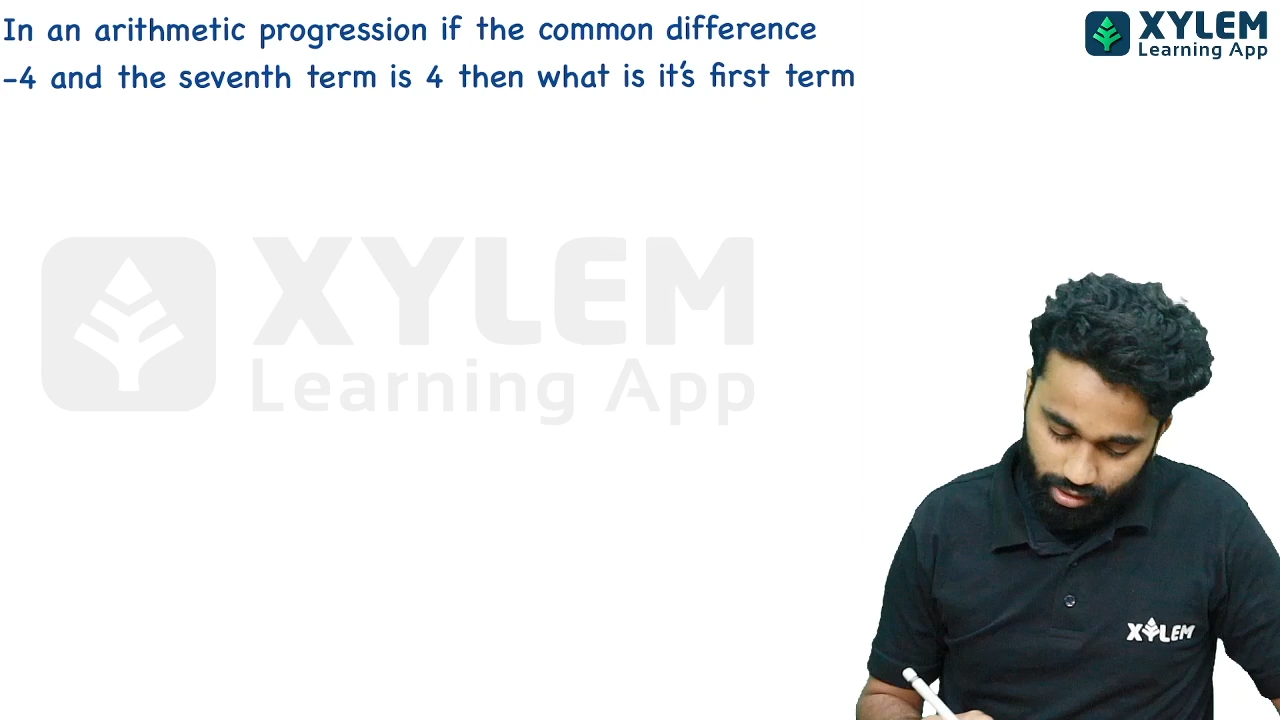 In an arithmetic progression if the common difference
-4 and the seventh term is 4 then what is it's first term
XYLEM
Learning App
XYLEM
Learning App
XYLEM